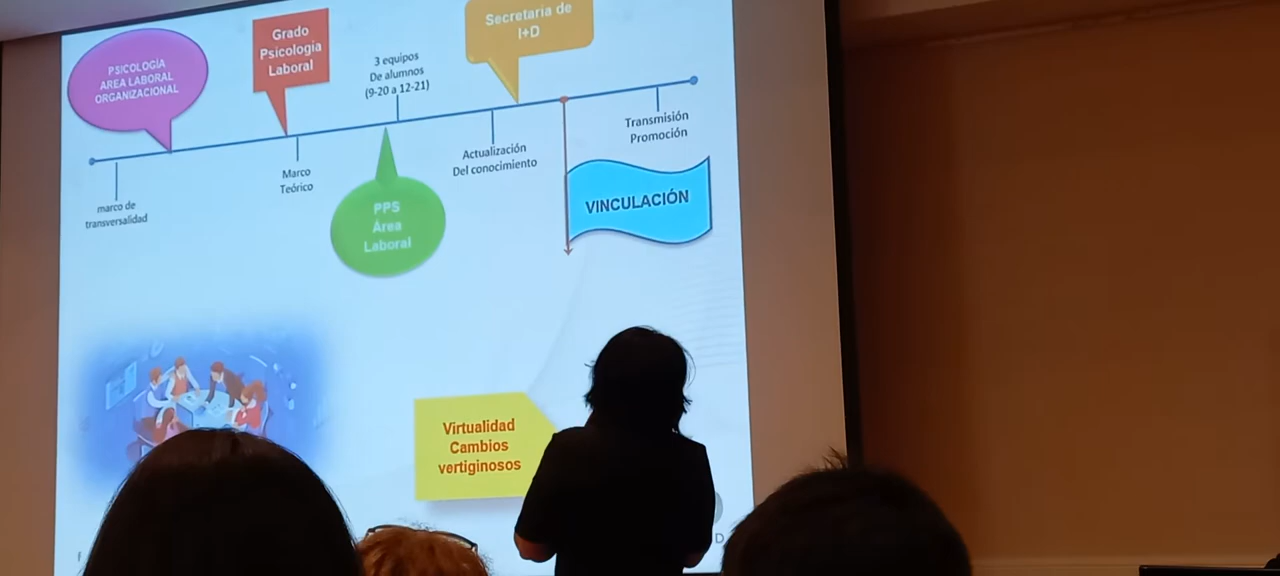 PSICOLOGÍA
AREA LABORAL
ORGANIZACIONAL
Grado
Psicología
Laboral
3 equipos
De alumnos
(9-20 a 12-21)
Secretaria de
I+D
marco de
transversalidad
Marco
Teórico
PPS
Área
Laboral
Actualización
Del conocimiento
Transmisión
Promoción
VINCULACIÓN
Virtualidad
Cambios
vertiginosos